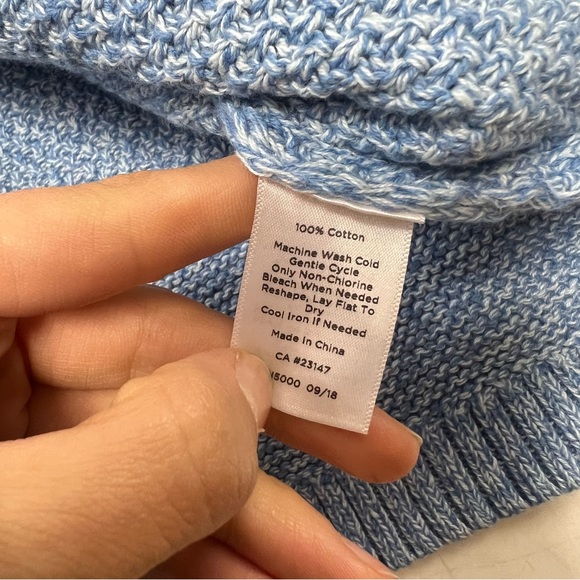 100% Cotton
Machine Wash Cold
Gentle Cycle
Only Non-Chlorine
Bleach When Needed
Reshape, Lay Flat To
Dry
Cool Iron If Needed
Made In China
CA #23147
09/18